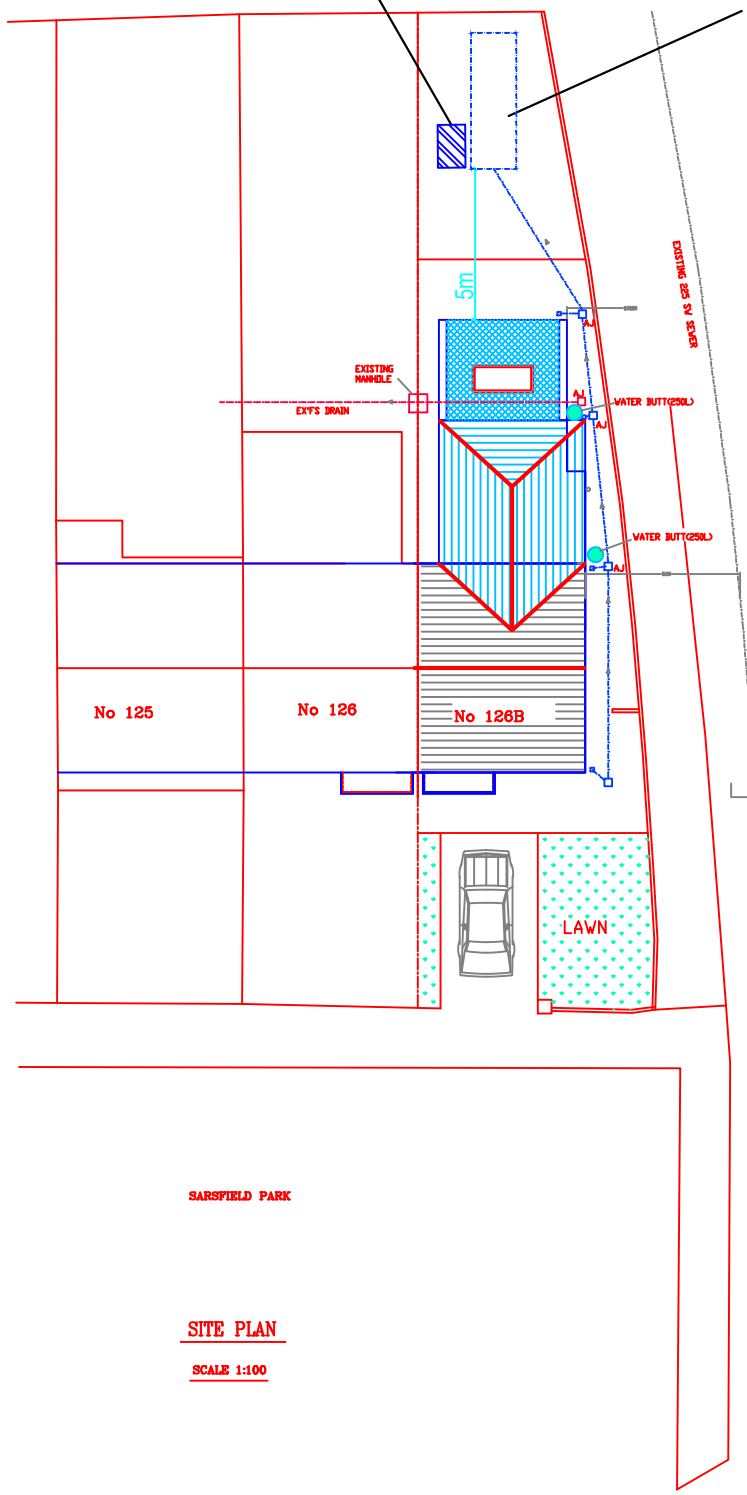 EXISTING 225 SV SEWER
5m
AJ
EXISTING
MANHOLE
AJ
WATER BUTT(250L)
EX'FS DRAIN
AJ
WATER BUTT(250L)
AJ
No 125
No 126
No 126B
LAWN
SARSFIELD PARK
SITE PLAN
SCALE 1:100